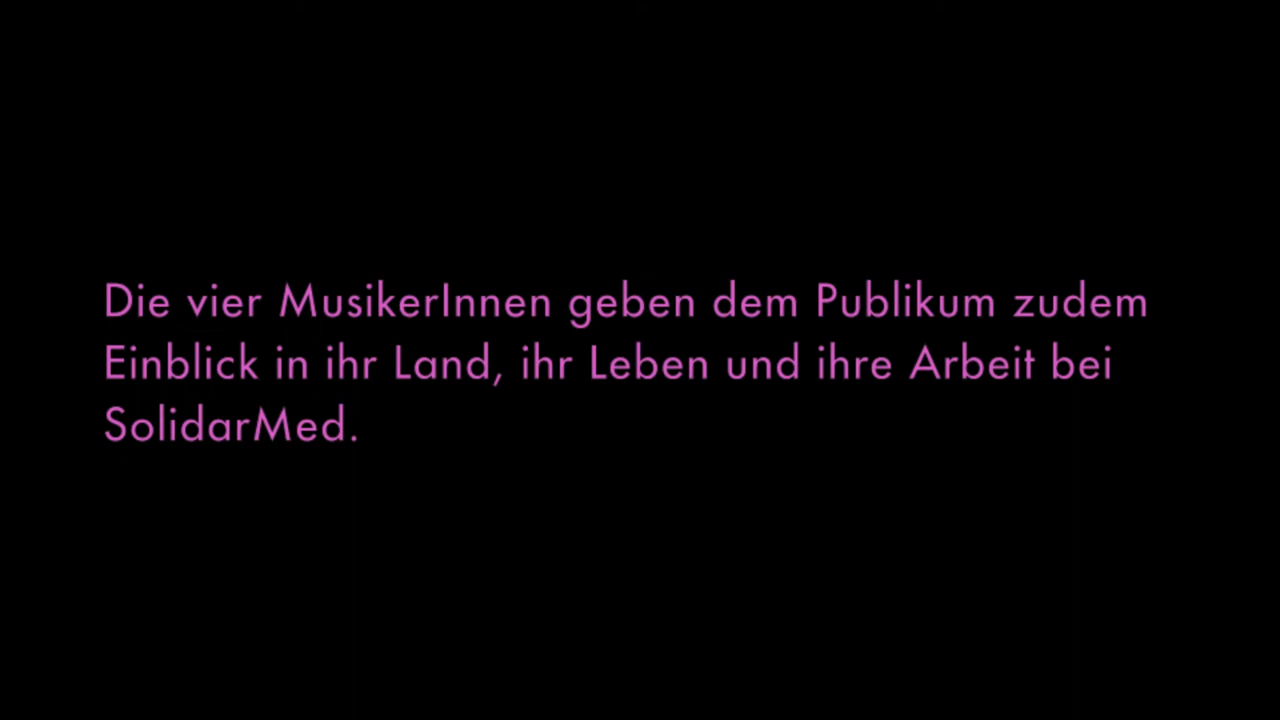 Die vier MusikerInnen geben dem Publikum zudem
Einblick in ihr Land, ihr Leben und ihre Arbeit bei
SolidarMed.